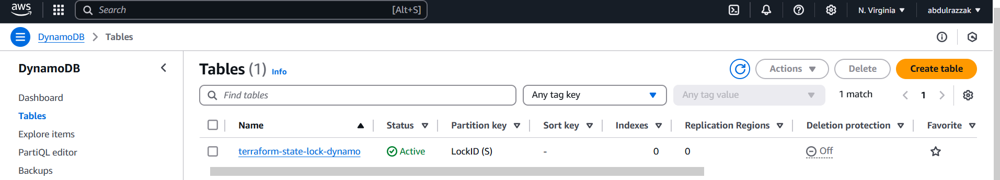 aws Search [Alt+S] N. Virginia abdulrazzak
DynamoDB Tables
DynamoDB
Dashboard
Tables
Explore items
PartiQL editor
Backups
Tables (1) Info Actions Delete Create table
Find tables Any tag key Any tag value 1 match 1
Name Status Partition key Sort key Indexes Replication Regions Deletion protection Favorite
terraform-state-lock-dynamo Active LockID (S) - 0 0 Off